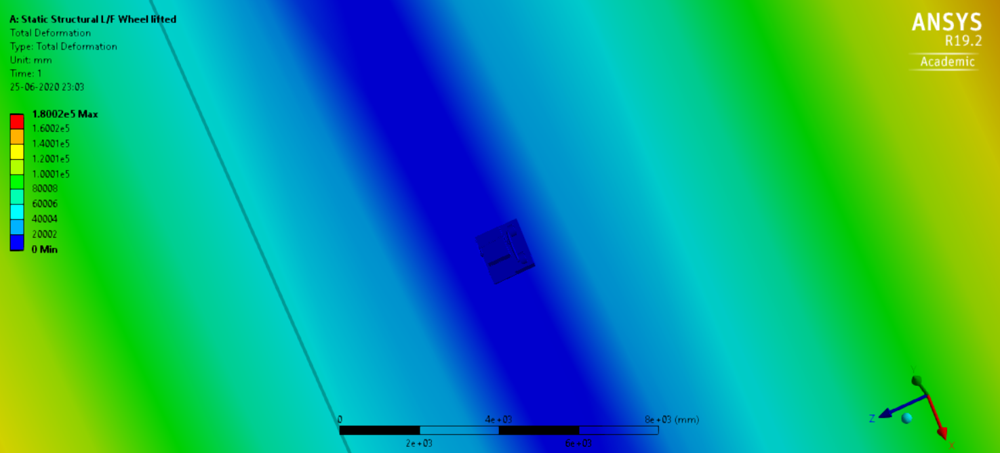 A: Static Structural L/F Wheel lifted
Total Deformation
Type: Total Deformation
Unit: mm
Time: 1
25-06-2020 23:03
1.8002e5 Max
1.6002e5
1.4001e5
1.2001e5
1.0001e5
80008
60006
40004
20002
0 Min
ANSYS
R19.2
Academic
0 4e+03 8e+03 (mm)
2e+03 6e+03
Y
Z
X